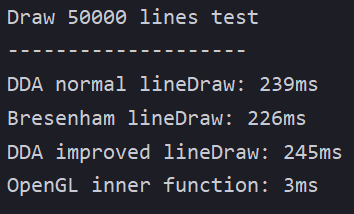 Draw 50000 lines test
--------------------
DDA normal lineDraw: 239ms
Bresenham lineDraw: 226ms
DDA improved lineDraw: 245ms
OpenGL inner function: 3ms